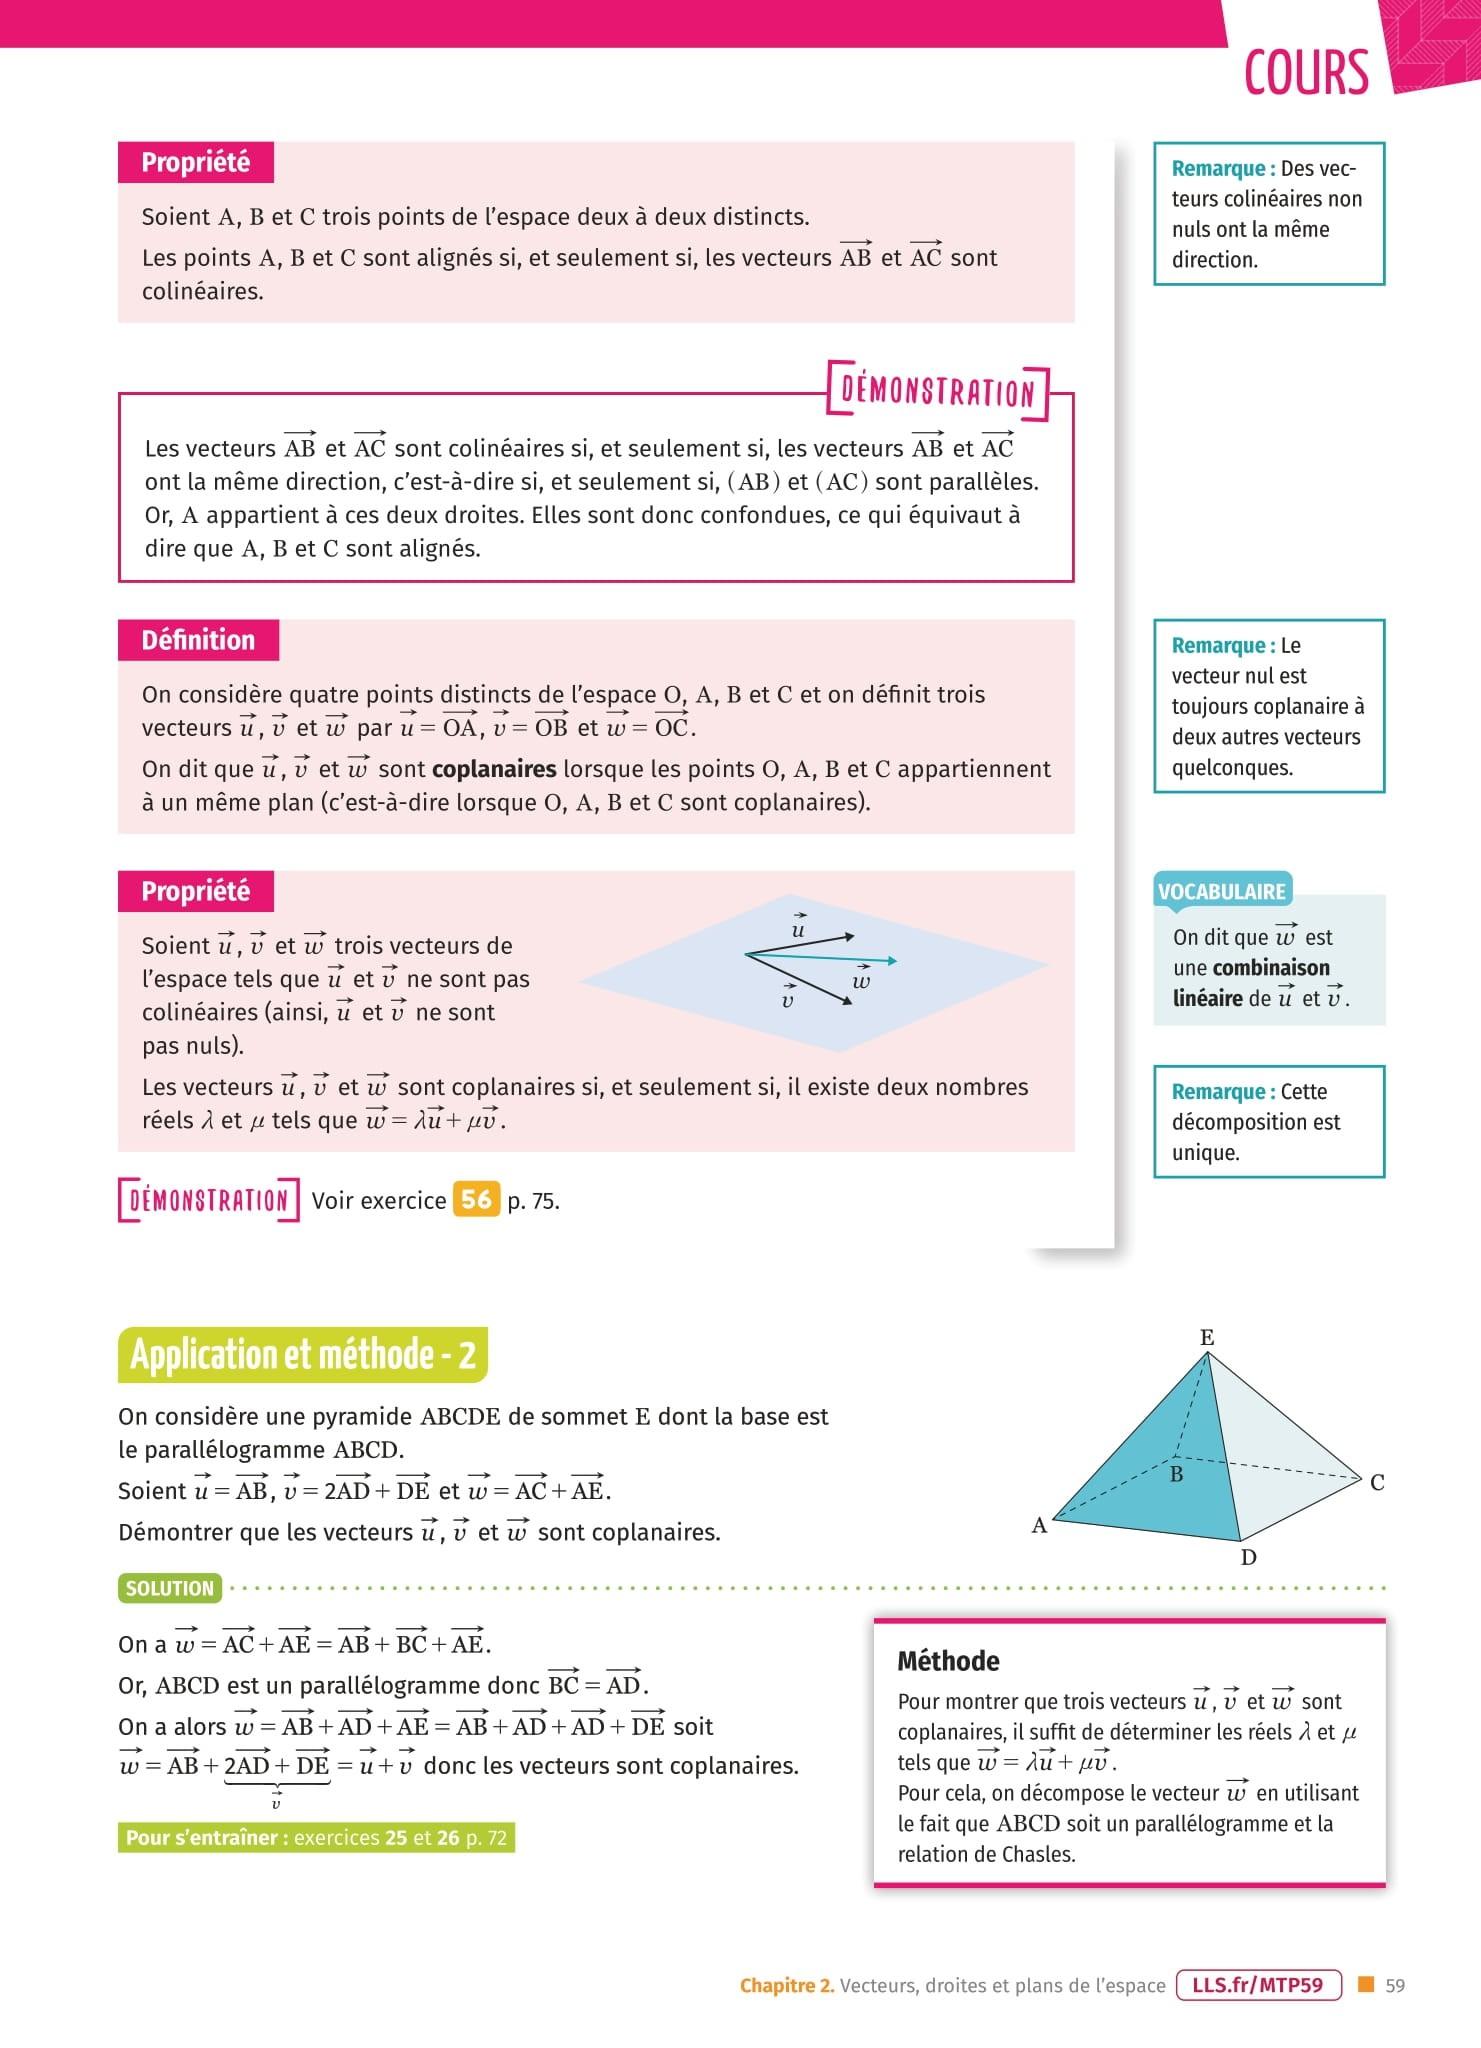 COURS
Propriété
Soient A, B et C trois points de l’espace deux à deux distincts.
Les points A, B et C sont alignés si, et seulement si, les vecteurs $\overrightarrow{AB}$ et $\overrightarrow{AC}$ sont
colinéaires.
Remarque : Des vec-
teurs colinéaires non
nuls ont la même
direction.
DÉMONSTRATION
Les vecteurs $\overrightarrow{AB}$ et $\overrightarrow{AC}$ sont colinéaires si, et seulement si, les vecteurs $\overrightarrow{AB}$ et $\overrightarrow{AC}$
ont la même direction, c’est-à-dire si, et seulement si, (AB) et (AC) sont parallèles.
Or, A appartient à ces deux droites. Elles sont donc confondues, ce qui équivaut à
dire que A, B et C sont alignés.
Définition
On considère quatre points distincts de l’espace O, A, B et C et on définit trois
vecteurs $\vec{u}$, $\vec{v}$ et $\vec{w}$ par $\vec{u} = \overrightarrow{OA}$, $\vec{v} = \overrightarrow{OB}$ et $\vec{w} = \overrightarrow{OC}$.
On dit que $\vec{u}$, $\vec{v}$ et $\vec{w}$ sont coplanaires lorsque les points O, A, B et C appartiennent
à un même plan (c’est-à-dire lorsque O, A, B et C sont coplanaires).
Remarque : Le
vecteur nul est
toujours coplanaire à
deux autres vecteurs
quelconques.
Propriété
Soient $\vec{u}$, $\vec{v}$ et $\vec{w}$ trois vecteurs de
l’espace tels que $\vec{u}$ et $\vec{v}$ ne sont pas
colinéaires (ainsi, $\vec{u}$ et $\vec{v}$ ne sont
pas nuls).
$\vec{u}$
$\vec{w}$
$\vec{v}$
Les vecteurs $\vec{u}$, $\vec{v}$ et $\vec{w}$ sont coplanaires si, et seulement si, il existe deux nombres
réels λ et μ tels que $\vec{w} = λ\vec{u} + μ\vec{v}$.
VOCABULAIRE
On dit que $\vec{w}$ est
une combinaison
linéaire de $\vec{u}$ et $\vec{v}$.
Remarque : Cette
décomposition est
unique.
DÉMONSTRATION Voir exercice 56 p. 75.
Application et méthode - 2
On considère une pyramide ABCDE de sommet E dont la base est
le parallélogramme ABCD.
Soient $\vec{u} = \overrightarrow{AB}$, $\vec{v} = 2\overrightarrow{AD} + \overrightarrow{DE}$ et $\vec{w} = \overrightarrow{AC} + \overrightarrow{AE}$.
Démontrer que les vecteurs $\vec{u}$, $\vec{v}$ et $\vec{w}$ sont coplanaires.
E
B
C
A
D
SOLUTION
On a $\vec{w} = \overrightarrow{AC} + \overrightarrow{AE} = \overrightarrow{AB} + \overrightarrow{BC} + \overrightarrow{AE}$.
Or, ABCD est un parallélogramme donc $\overrightarrow{BC} = \overrightarrow{AD}$.
On a alors $\vec{w} = \overrightarrow{AB} + \overrightarrow{AD} + \overrightarrow{AE} = \overrightarrow{AB} + \overrightarrow{AD} + \overrightarrow{AD} + \overrightarrow{DE}$ soit
$\vec{w} = \overrightarrow{AB} + \underbrace{2\overrightarrow{AD} + \overrightarrow{DE}}_{\vec{v}} = \vec{u} + \vec{v}$ donc les vecteurs sont coplanaires.
Pour s’entraîner : exercices 25 et 26 p. 72
Méthode
Pour montrer que trois vecteurs $\vec{u}$, $\vec{v}$ et $\vec{w}$ sont
coplanaires, il suffit de déterminer les réels λ et μ
tels que $\vec{w} = λ\vec{u} + μ\vec{v}$.
Pour cela, on décompose le vecteur $\vec{w}$ en utilisant
le fait que ABCD soit un parallélogramme et la
relation de Chasles.
Chapitre 2. Vecteurs, droites et plans de l’espace LLS.fr/MTP59 59